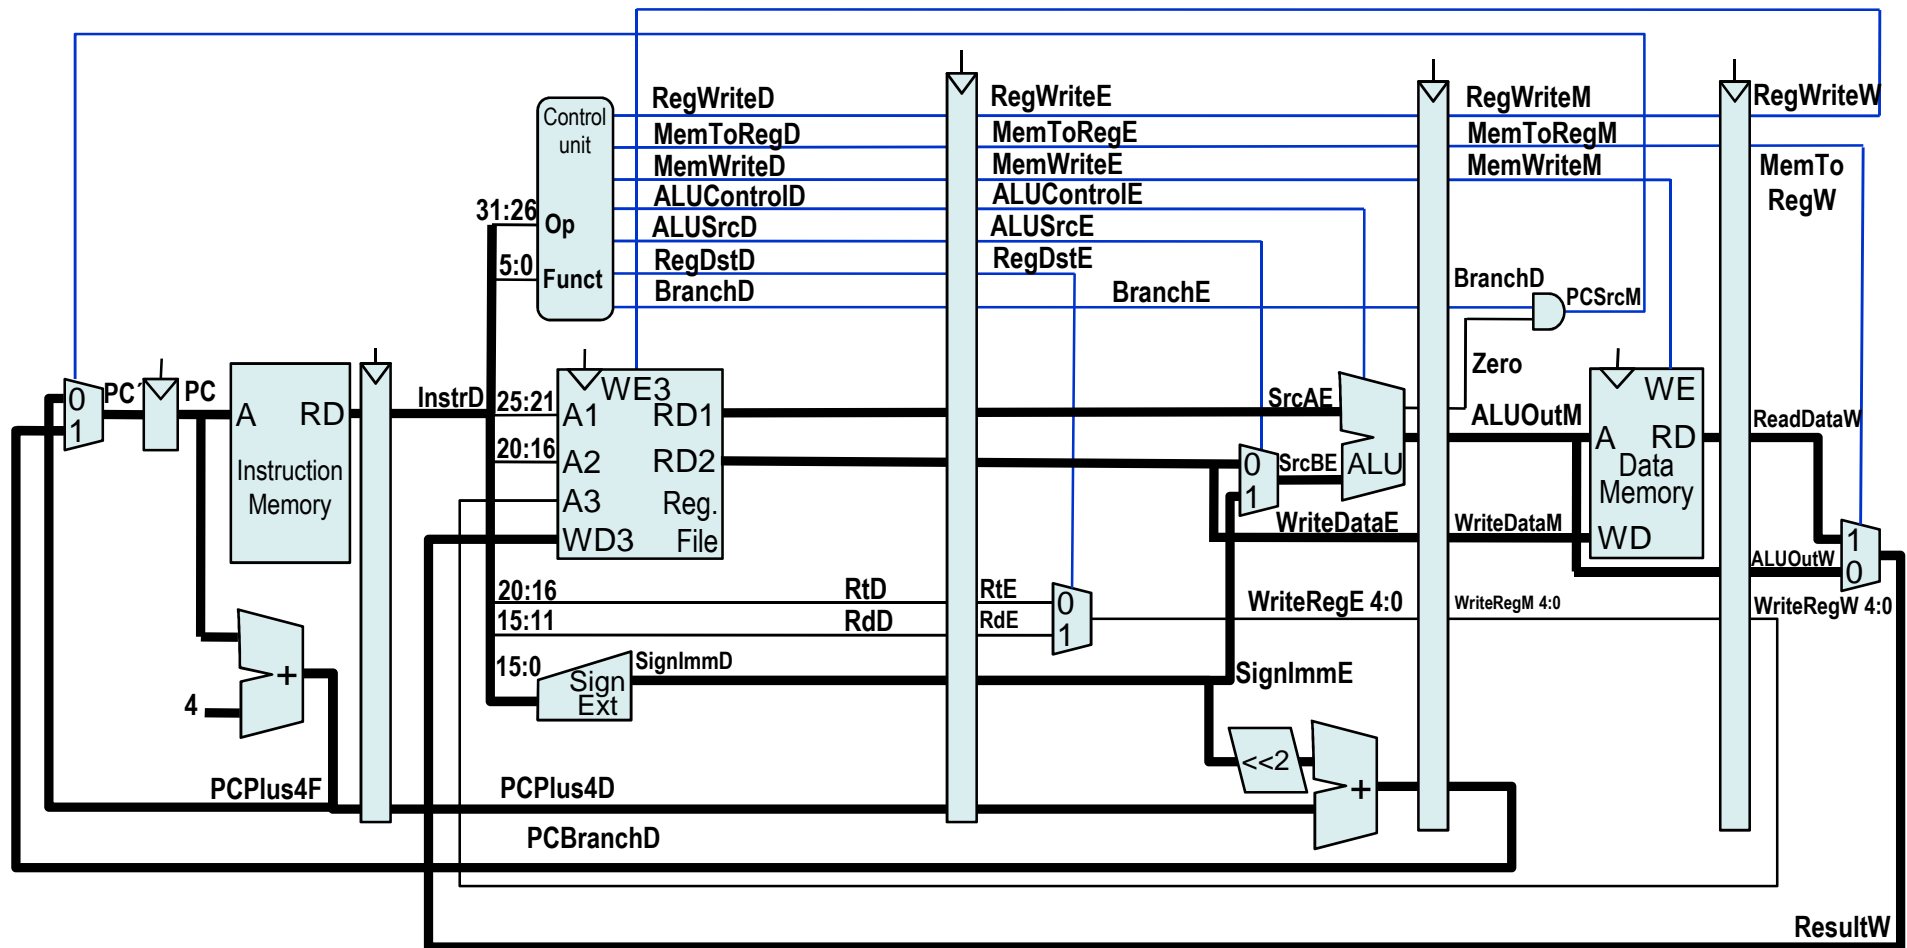 RegWriteD
RegWriteE
RegWriteM
RegWriteW
Control
unit
MemToRegD
MemToRegE
MemToRegM
MemWriteD
MemWriteE
MemWriteM
MemTo
RegW
ALUControlD
ALUControlE
31:26
Op
ALUSrcD
ALUSrcE
5:0
Funct
RegDstD
RegDstE
BranchD
BranchE
BranchD
PCSrcM
Zero
0
1
PC´
PC
A
RD
Instruction
Memory
InstrD
25:21
20:16
WE3
A1
RD1
A2
RD2
A3
Reg.
WD3
File
SrcAE
0
1
SrcBE
ALU
ALUOutM
WE
A
RD
Data
Memory
WD
ReadDataW
WriteDataE
WriteDataM
ALUOutW
1
0
20:16
RtD
RtE
15:11
RdD
RdE
0
1
WriteRegE 4:0
WriteRegM 4:0
WriteRegW 4:0
15:0
Sign
Ext
SignImmD
SignImmE
+
4
<<2
+
PCPlus4F
PCPlus4D
PCBranchD
ResultW